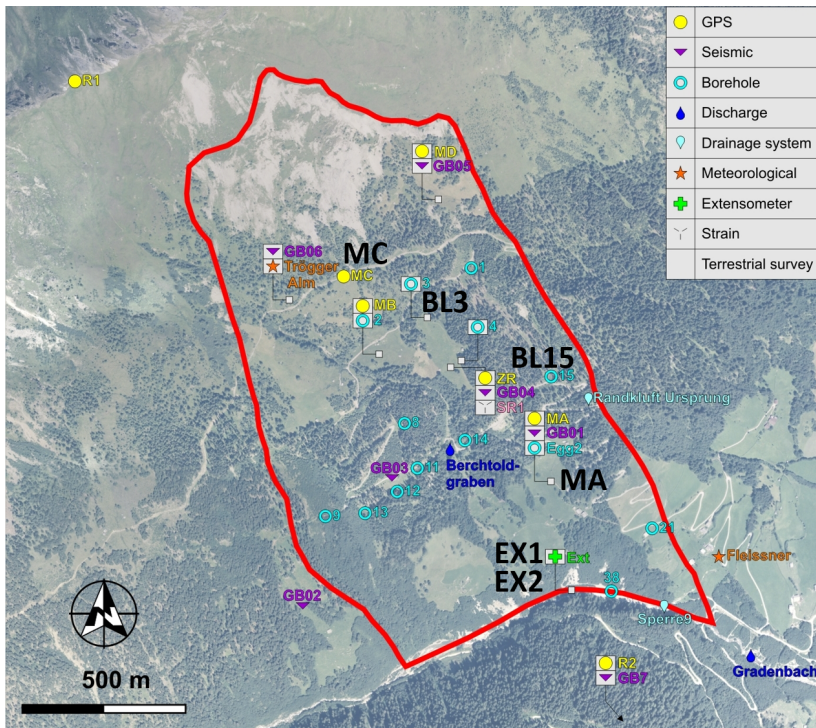 GPS
Seismic
Borehole
Discharge
Drainage system
Meteorological
Extensometer
Strain
Terrestrial survey
R1
MD
GB05
GB06
Trögger
Alm
MC
MC
1
3
BL3
MB
2
4
BL15
15
ZR
GB04
SR1
Randkluft Ursprung
MA
GB01
Egg2
MA
8
14
Berchtold-
graben
11
GB03
12
13
9
21
EX1
EX2
Ext
Fleissner
38
Sperre9
GB02
N
500 m
R2
GB7
Gradenbach